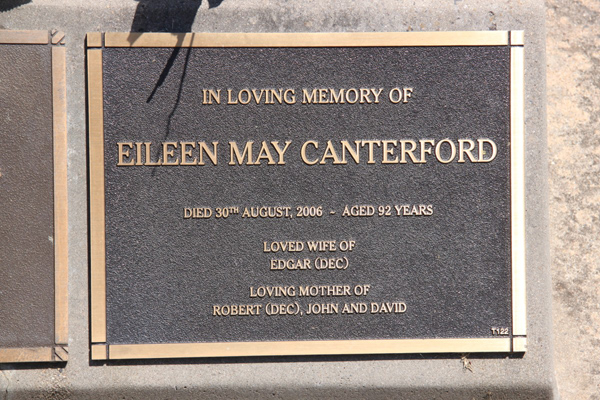 IN LOVING MEMORY OF
EILEEN MAY CANTERFORD
DIED 30TH AUGUST, 2006 ~ AGED 92 YEARS
LOVED WIFE OF
EDGAR (DEC)
LOVING MOTHER OF
ROBERT (DEC), JOHN AND DAVID
T122